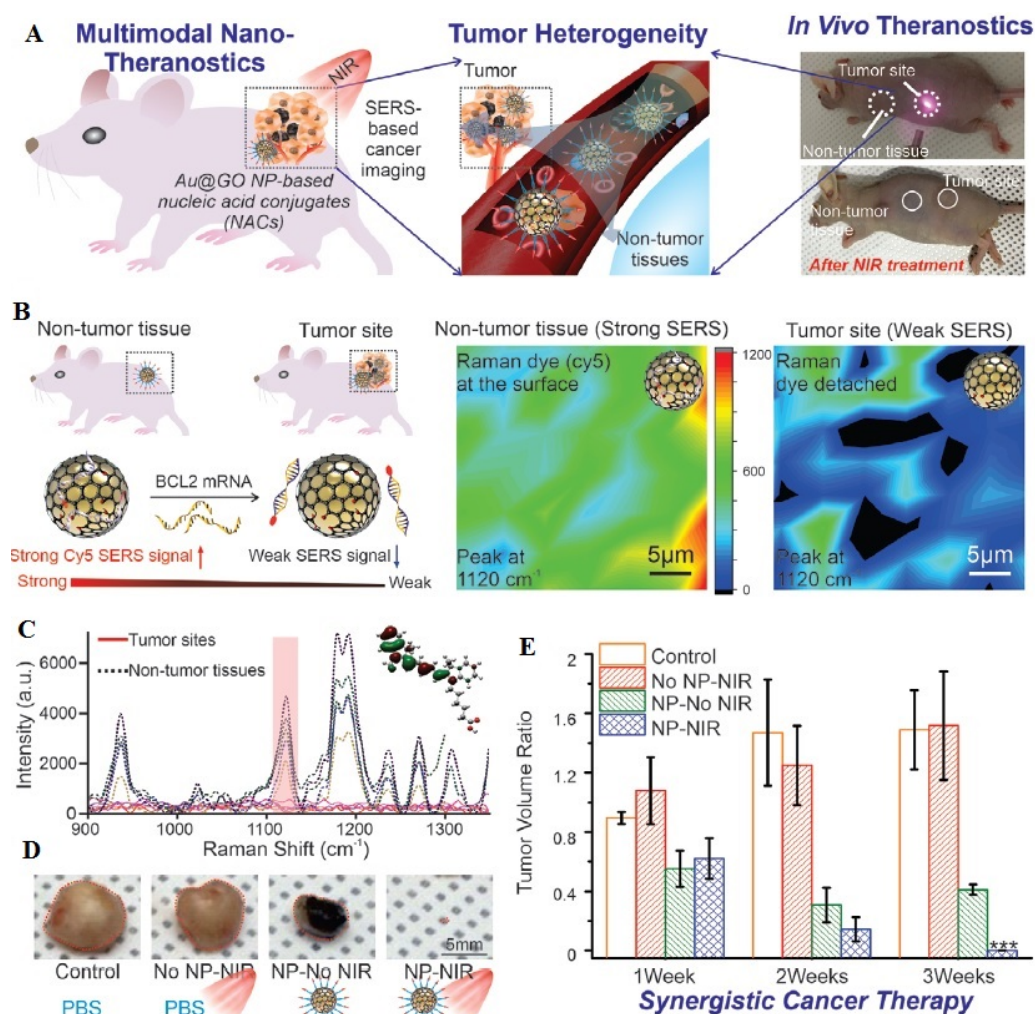 A
Multimodal Nano-
Theranostics
NIR
SERS-
based
cancer
imaging
Au@GO NP-based
nucleic acid conjugates
(NACs)
Tumor Heterogeneity
Tumor
Non-tumor
tissues
In Vivo Theranostics
Tumor site
Non-tumor tissue
Tumor site
Non-tumor
tissue
After NIR treatment
B
Non-tumor tissue
Tumor site
BCL2 mRNA
Strong Cy5 SERS signal
Weak SERS signal
Strong
Weak
Non-tumor tissue (Strong SERS)
Raman dye (cy5)
at the surface
Peak at
1120 cm-1
5μm
1200
600
0
Tumor site (Weak SERS)
Raman
dye detached
Peak at
1120 cm
5μm
C
Tumor sites
Non-tumor tissues
Intensity (a.u.)
6000
4000
2000
0
900
1000
1100
1200
1300
Raman Shift (cm-1)
D
5mm
Control
No NP-NIR
NP-No NIR
NP-NIR
PBS
PBS
E
Control
No NP-NIR
NP-No NIR
NP-NIR
Tumor Volume Ratio
2
1.6
1.2
0.8
0.4
0
***
1Week
2Weeks
3Weeks
Synergistic Cancer Therapy